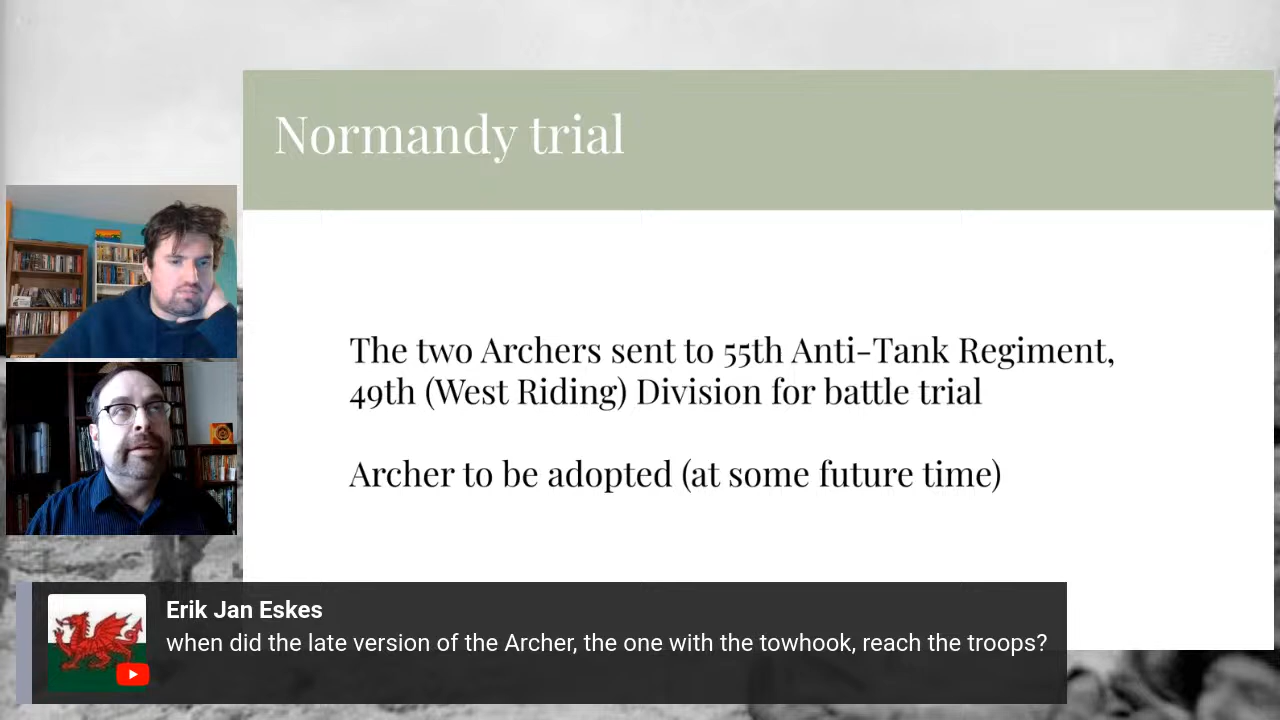 Normandy trial
The two Archers sent to 55th Anti-Tank Regiment,
49th (West Riding) Division for battle trial
Archer to be adopted (at some future time)
Erik Jan Eskes
when did the late version of the Archer, the one with the towhook, reach the troops?